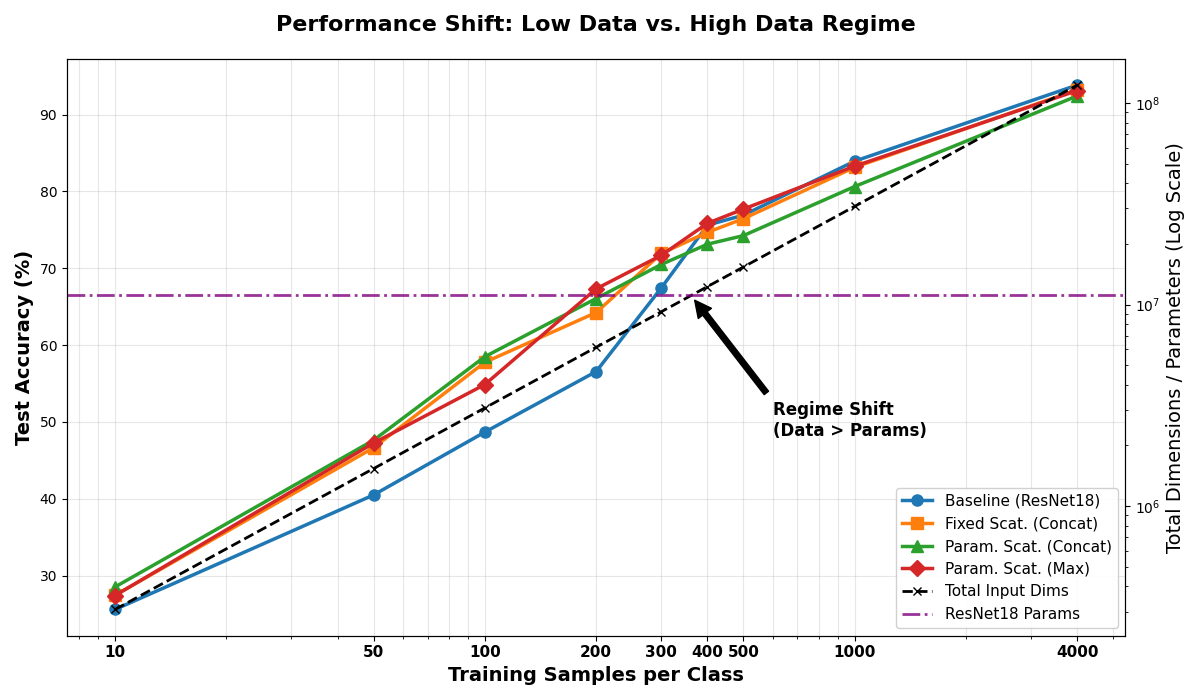 Performance Shift: Low Data vs. High Data Regime
Test Accuracy (%)
90
80
70
60
50
40
30
10⁸
10⁷
10⁶
Total Dimensions / Parameters (Log Scale)
Regime Shift
(Data > Params)
Baseline (ResNet18)
Fixed Scat. (Concat)
Param. Scat. (Concat)
Param. Scat. (Max)
Total Input Dims
ResNet18 Params
10 50 100 200 300 400 500 1000 4000
Training Samples per Class